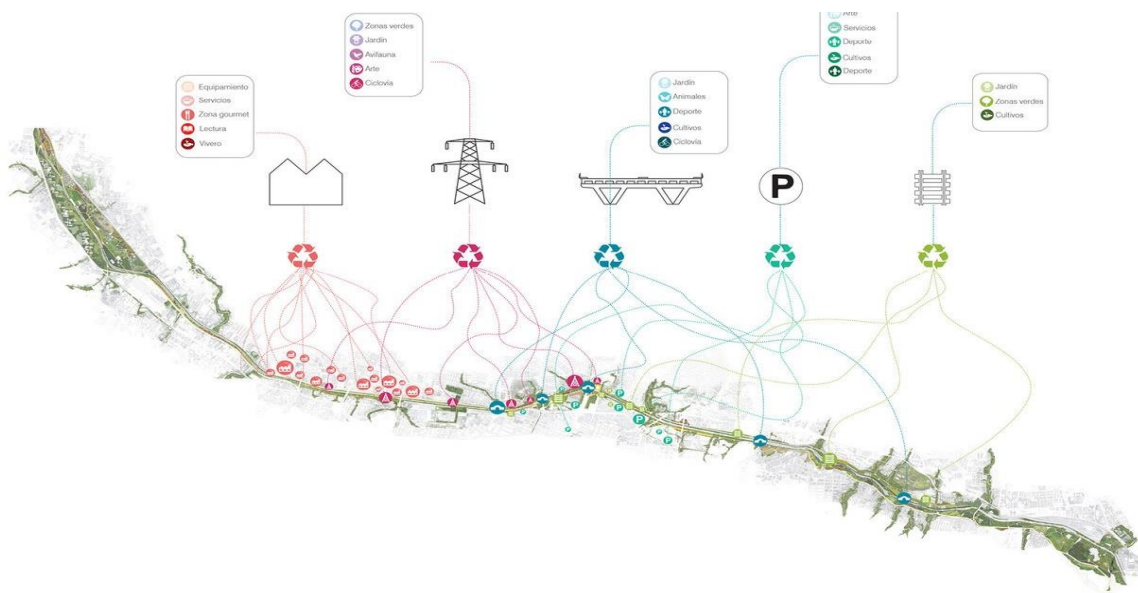 Zonas verdes
Jardín
Avifauna
Arte
Ciclovía
Equipamiento
Servicios
Zona gourmet
Lectura
Vivero
Jardín
Animales
Deporte
Cultivos
Ciclovía
Arte
Servicios
Deporte
Cultivos
Deporte
Jardín
Zonas verdes
Cultivos
P
P
P
P
P
P
P
P
P
P